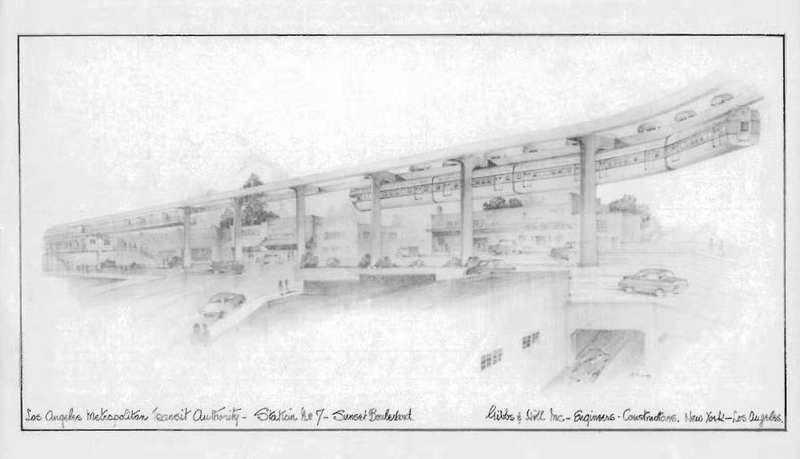 Los Angeles Metropolitan Transit Authority - Station No 7 - Sunset Boulevard.
Gibbs & Hill Inc. - Engineers - Constructors. New York - Los Angeles.